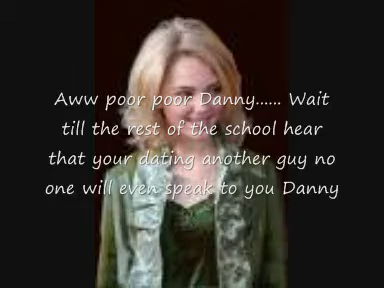 Aww poor poor Danny...... Wait
till the rest of the school hear
that your dating another guy no
one will even speak to you Danny